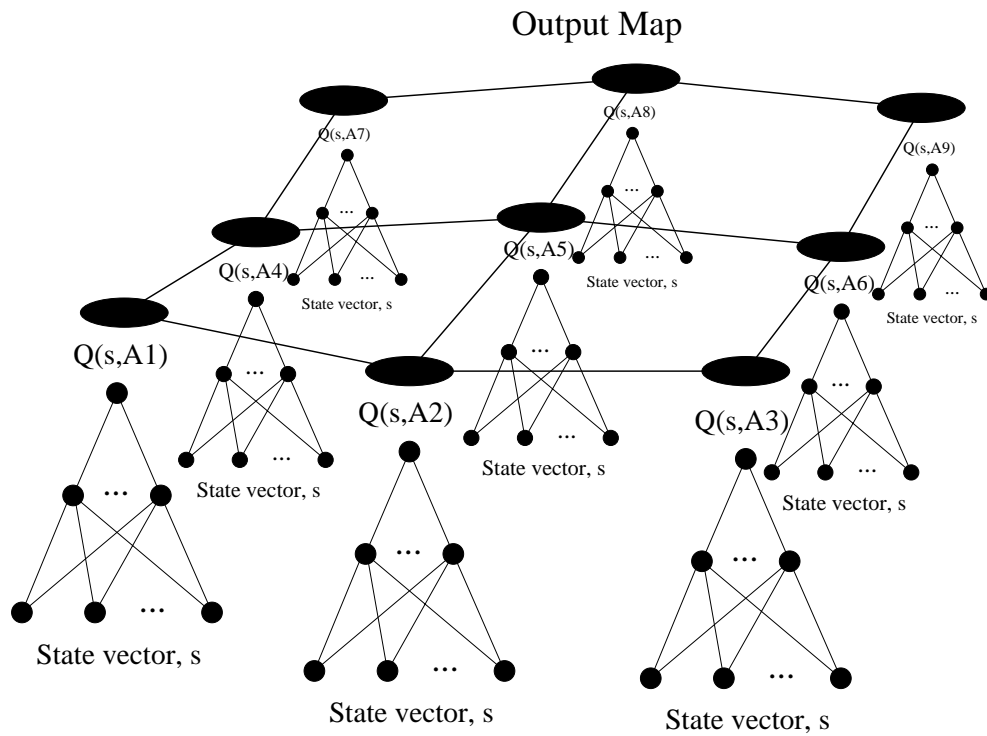 Output Map
Q(s,A7)
Q(s,A8)
Q(s,A9)
State vector, s
State vector, s
State vector, s
Q(s,A4)
Q(s,A5)
Q(s,A6)
...
...
...
...
...
...
State vector, s
State vector, s
State vector, s
Q(s,A1)
Q(s,A2)
Q(s,A3)
...
...
...
...
...
...
State vector, s
State vector, s
State vector, s